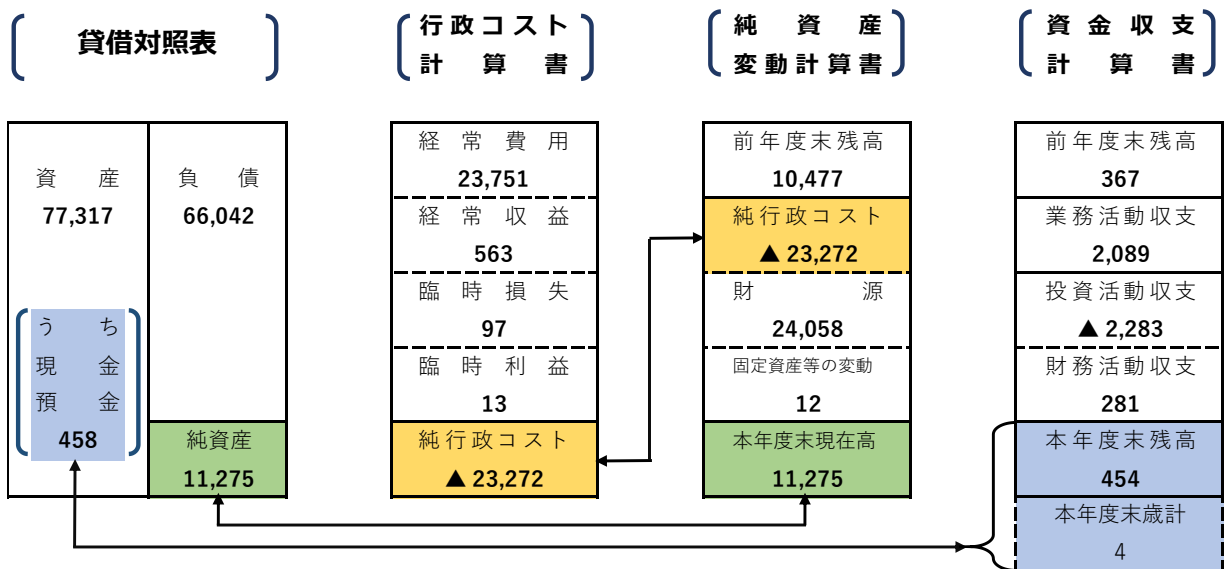 貸借対照表
行政コスト
計算書
純資産
変動計算書
資金収支
計算書
資産
77,317
負債
66,042
うち
現金
預金
458
純資産
11,275
経常費用
23,751
経常収益
563
臨時損失
97
臨時利益
13
純行政コスト
▲ 23,272
前年度末残高
10,477
純行政コスト
▲ 23,272
財源
24,058
固定資産等の変動
12
本年度末現在高
11,275
前年度末残高
367
業務活動収支
2,089
投資活動収支
▲ 2,283
財務活動収支
281
本年度末残高
454
本年度末歳計
4